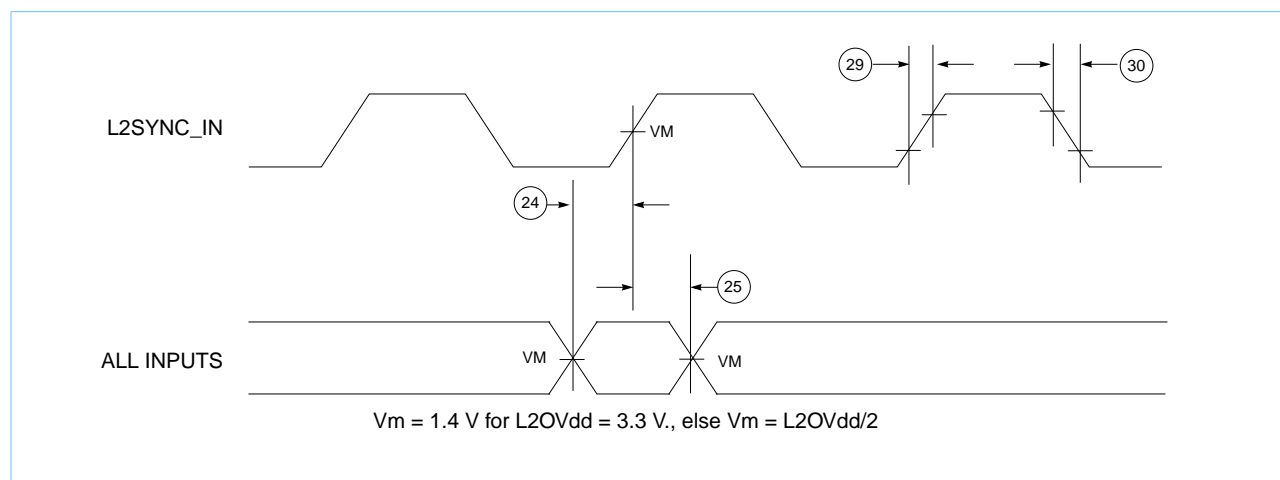 29
30
L2SYNC_IN
VM
24
25
ALL INPUTS
VM
VM
Vm = 1.4 V for L2OVdd = 3.3 V., else Vm = L2OVdd/2